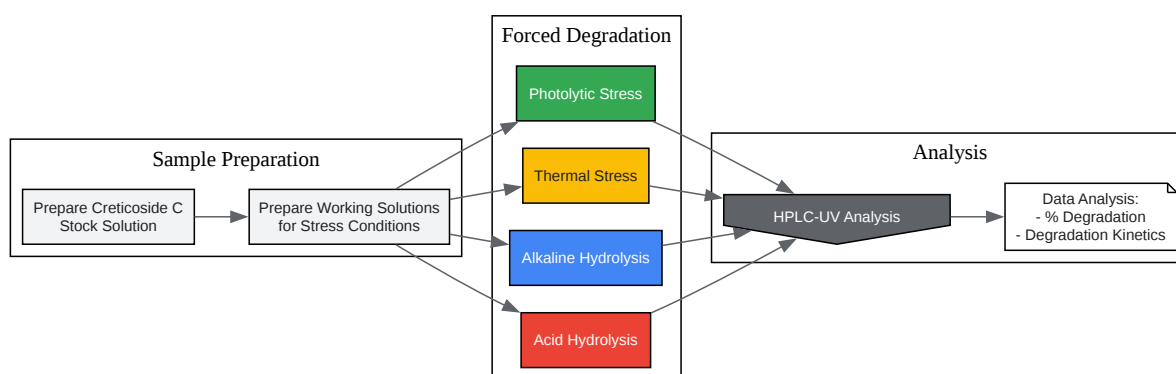 Sample Preparation
Prepare Creticoside C
Stock Solution
Prepare Working Solutions
for Stress Conditions
Forced Degradation
Photolytic Stress
Thermal Stress
Alkaline Hydrolysis
Acid Hydrolysis
Analysis
HPLC-UV Analysis
Data Analysis:
- % Degradation
- Degradation Kinetics